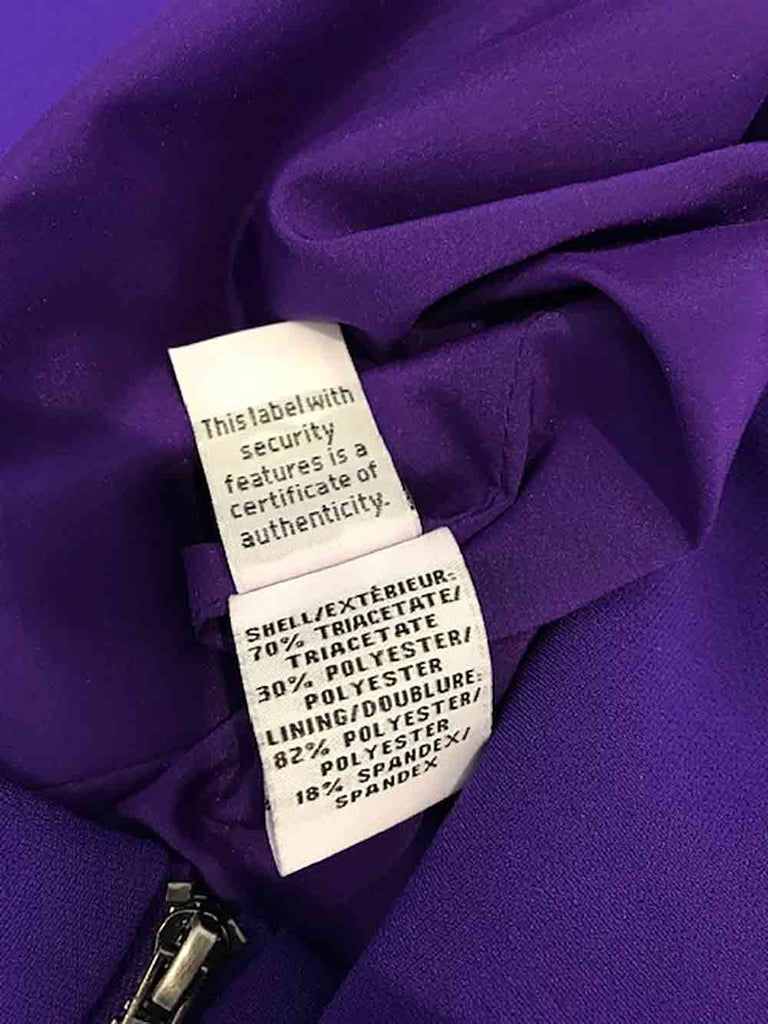 This label with
security
features is a
certificate of
authenticity.
SHELL/EXTÈRIEUR:
70% TRIACETATE/
TRIACETATE
30% POLYESTER/
POLYESTER
LINING/DOUBLURE:
82% POLYESTER/
POLYESTER
18% SPANDEX/
SPANDEX